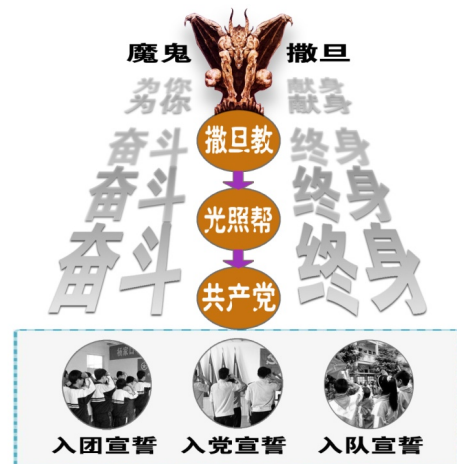 魔鬼 撒旦
为你 献身
为你 献身
奋斗 撒旦教 终身
奋斗 光照帮 终身
奋斗 共产党 终身
入团宣誓 入党宣誓 入队宣誓